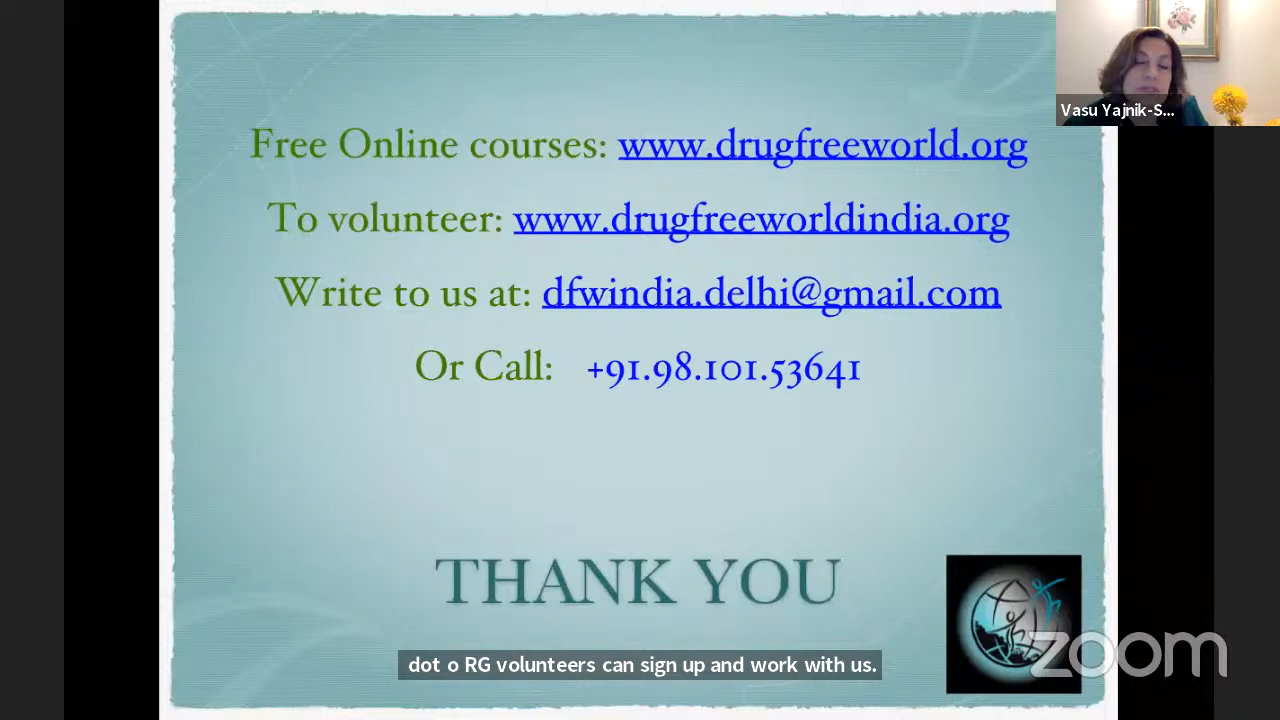 Free Online courses: www.drugfreeworld.org
Vasu Yajnik-S...
To volunteer: www.drugfreeworldindia.org
Write to us at: dfwindia.delhi@gmail.com
Or Call: +91.98.101.53641
THANK YOU
zoom
dot o RG volunteers can sign up and work with us.